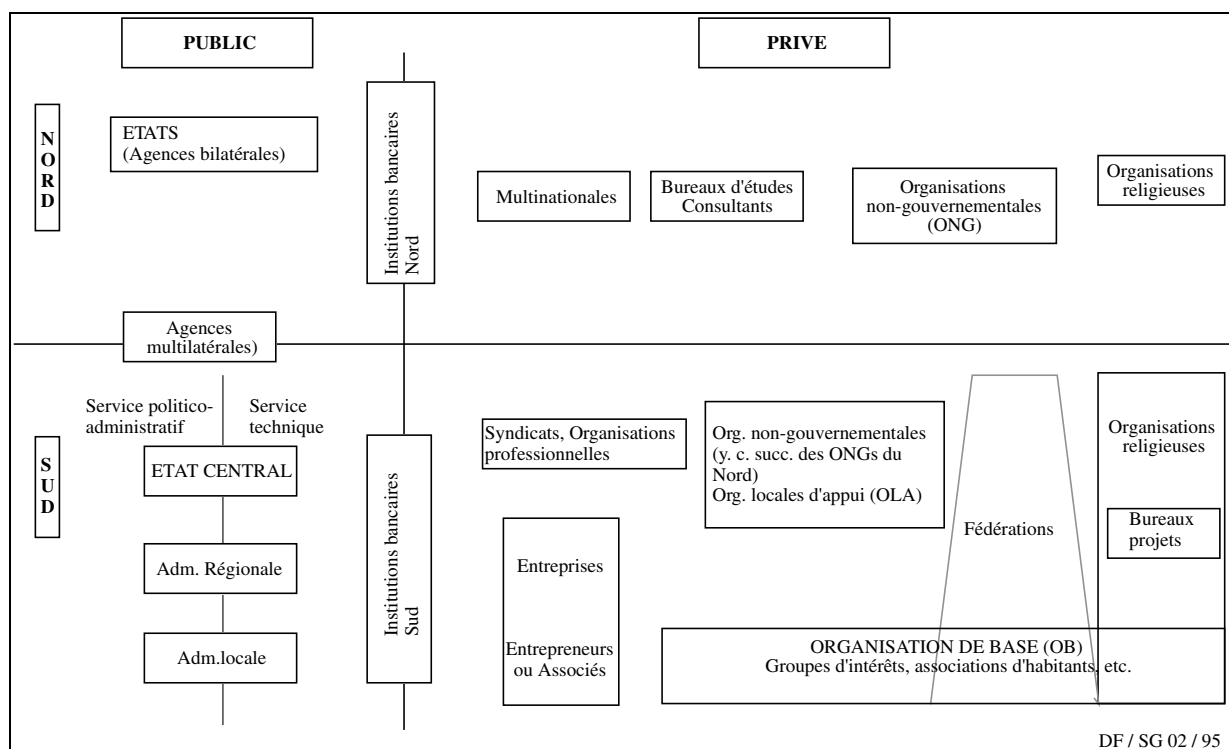 PUBLIC
PRIVE
NORD
ETATS
(Agences bilatérales)
Institutions bancaires
Nord
Multinationales
Bureaux d'études
Consultants
Organisations
non-gouvernementales
(ONG)
Organisations
religieuses
Agences
multilatérales)
SUD
Service politico-
administratif
Service
technique
ETAT CENTRAL
Adm. Régionale
Adm.locale
Institutions bancaires
Sud
Syndicats, Organisations
professionnelles
Entreprises
Entrepreneurs
ou Associés
Org. non-gouvernementales
(y. c. succ. des ONGs du
Nord)
Org. locales d'appui (OLA)
Fédérations
Organisations
religieuses
Bureaux
projets
ORGANISATION DE BASE (OB)
Groupes d'intérêts, associations d'habitants, etc.
DF / SG 02 / 95